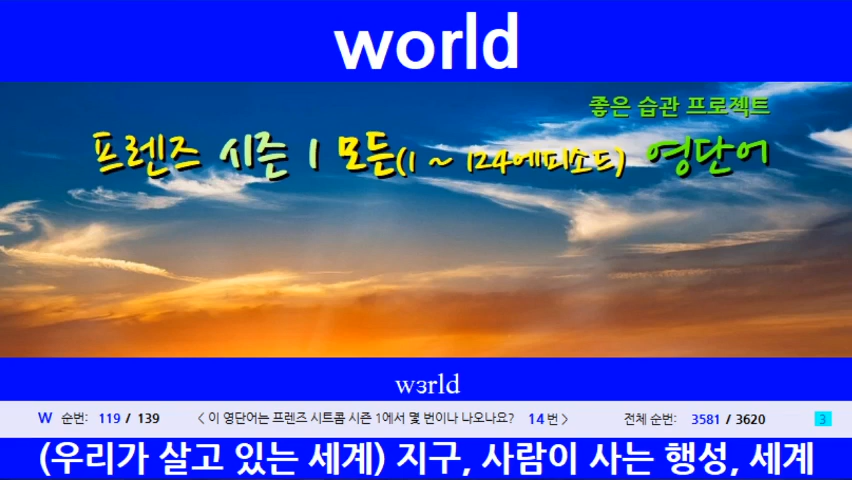 world
좋은 습관 프로젝트
프렌즈 시즌 1 모든(1 ~ 124에피소드) 영단어
wɜrld
W 순번: 119 / 139 < 이 영단어는 프렌즈 시트콤 시즌 1에서 몇 번이나 나오나요? 14 번 > 전체 순번: 3581 / 3620 3
(우리가 살고 있는 세계) 지구, 사람이 사는 행성, 세계